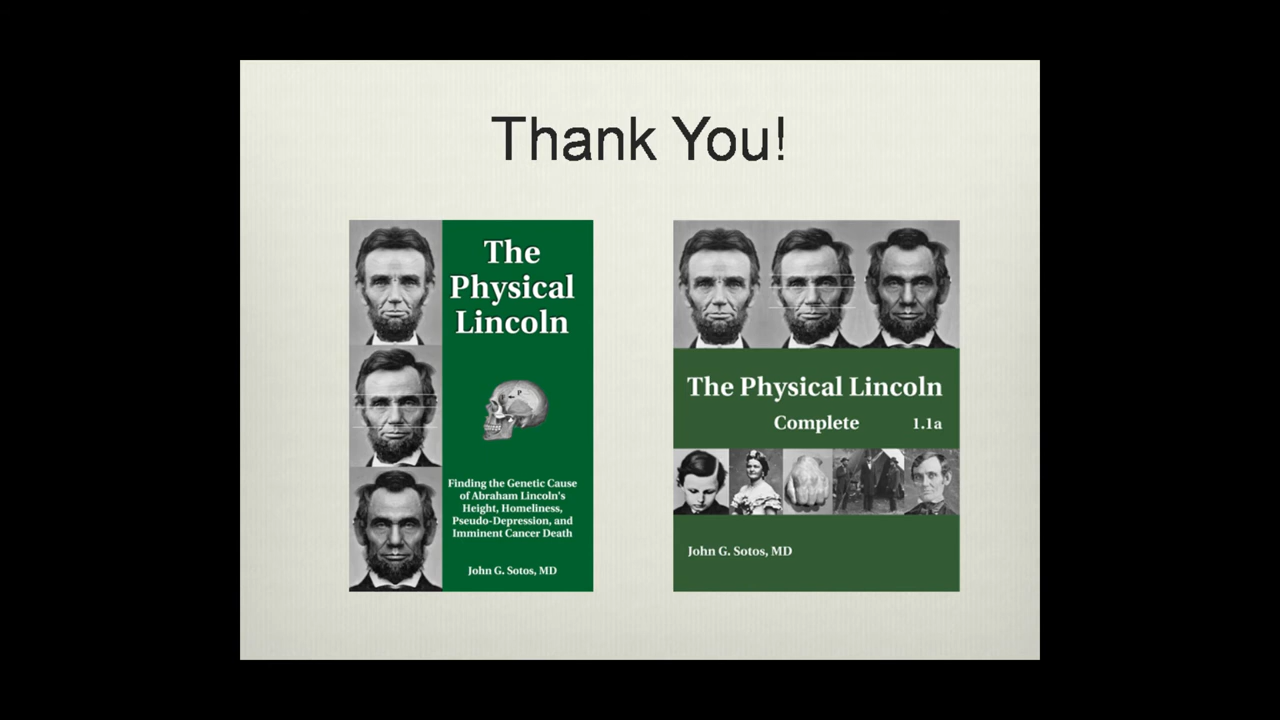 Thank You!
The
Physical
Lincoln
P
Finding the Genetic Cause
of Abraham Lincoln's
Height, Homeliness,
Pseudo-Depression, and
Imminent Cancer Death
John G. Sotos, MD
The Physical Lincoln
Complete 1.1a
John G. Sotos, MD